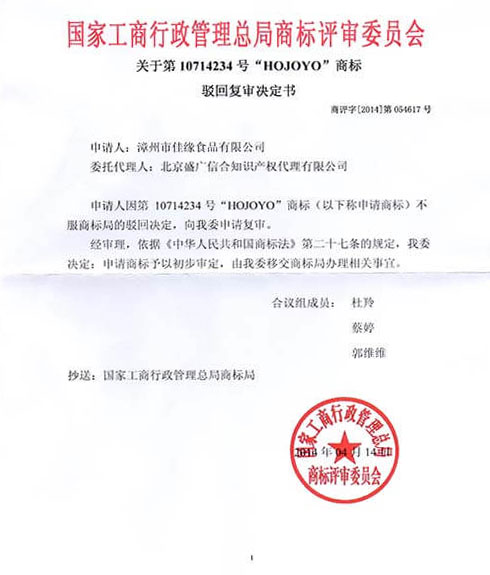 国家工商行政管理总局商标评审委员会
关于第 10714234 号“HOJOYO”商标
驳回复审决定书
商评字[2014]第 054617 号
申请人：漳州市佳缘食品有限公司
委托代理人：北京盛广信合知识产权代理有限公司
申请人因第 10714234 号“HOJOYO”商标（以下称申请商标）不
服商标局的驳回决定，向我委申请复审。
经审理，依据《中华人民共和国商标法》第二十七条的规定，我委
决定：申请商标予以初步审定，由我委移交商标局办理相关事宜。
合议组成员： 杜羚
蔡婷
郭维维
抄送：国家工商行政管理总局商标局
国家工商行政管理总局
2014 年 04 月 14 日
商标评审委员会
1